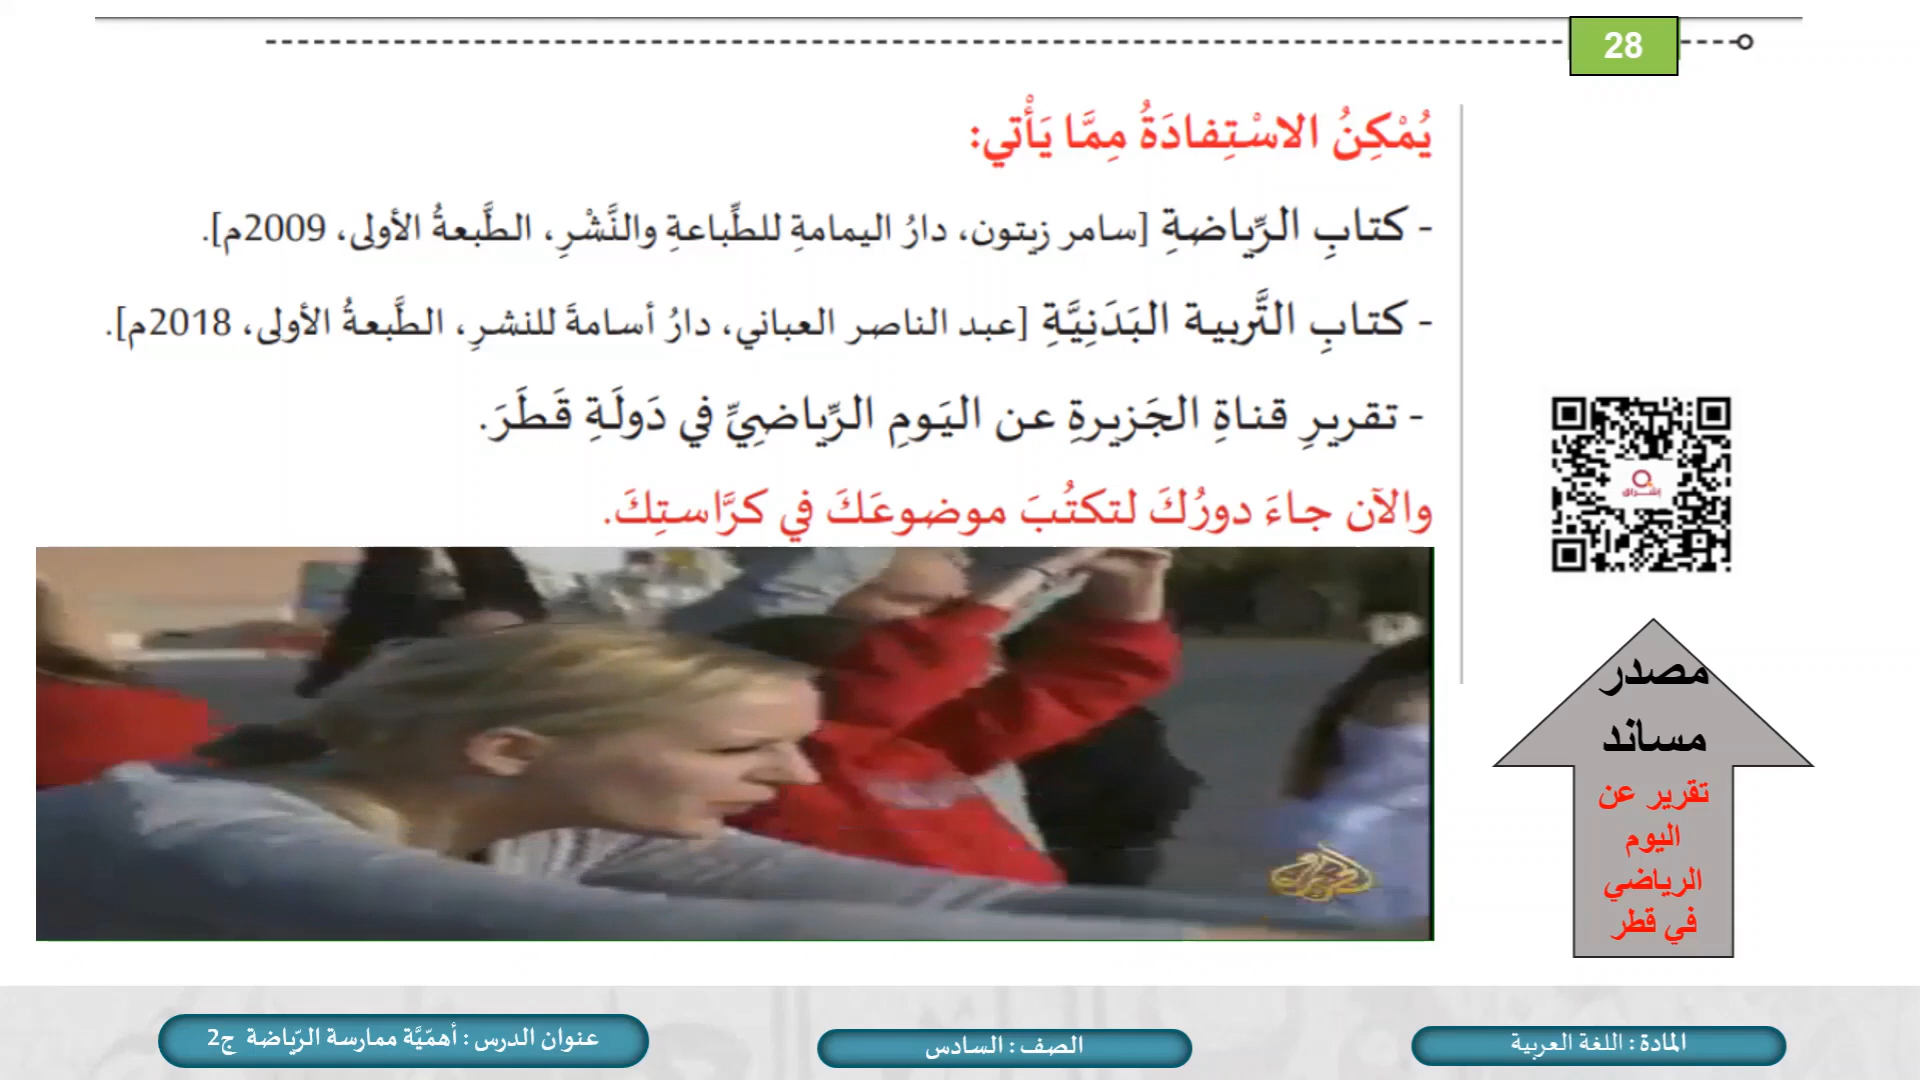 28
يُمْكِنُ الاسْتِفادَةُ مِمَّا يَأْتي:
- كتابِ الرِّياضةِ [سامر زيتون، دارُ اليمامةِ للطِّباعةِ والنَّشْرِ، الطَّبعةُ الأولى، 2009م].
- كتابِ التَّربية البَدَنِيَّةِ [عبد الناصر العباني، دارُ أسامةَ للنشرِ، الطَّبعةُ الأولى، 2018م].
- تقريرِ قناةِ الجَزيرةِ عن اليَومِ الرِّياضِيِّ في دَولَةِ قَطَرَ.
والآن جاءَ دورُكَ لتكتُبَ موضوعَكَ في كرَّاستِكَ.
إشراق
مصدر
مساند
تقرير عن
اليوم
الرياضي
في قطر
الجزيرة
المادة : اللغة العربية
الصف : السادس
عنوان الدرس : أهمّيَّة ممارسة الرّياضة ج2